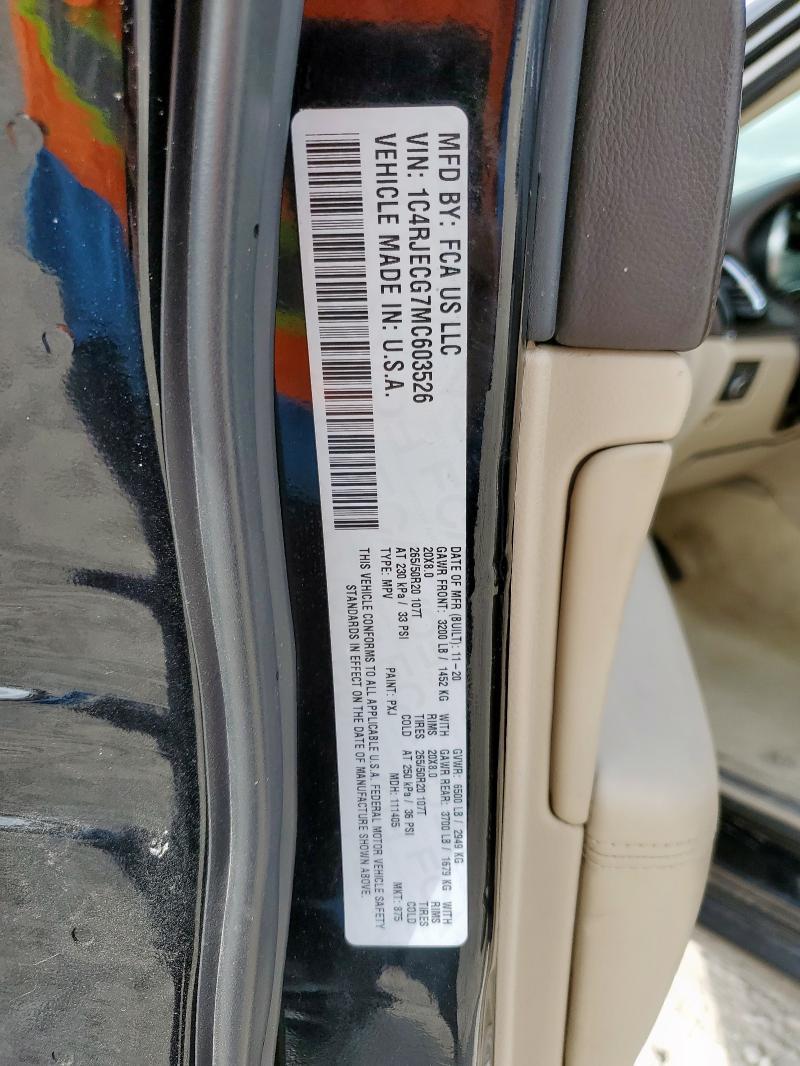 MFD BY: FCA US LLC
VIN: 1C4RJECG7MC603526
VEHICLE MADE IN: U.S.A.
DATE OF MFR (BUILT): 11-20 GVWR: 6500 LB / 2949 KG
GAWR FRONT: 3200 LB / 1452 KG WITH GAWR REAR: 3700 LB / 1679 KG WITH
20X8.0 RIMS 20X8.0 RIMS
265/50R20 107T TIRES 265/50R20 107T TIRES
AT 230 kPa / 33 PSI COLD AT 250 kPa / 36 PSI COLD
TYPE: MPV PAINT: PXJ MDH: 111405 MKT: 875
THIS VEHICLE CONFORMS TO ALL APPLICABLE U.S.A. FEDERAL MOTOR VEHICLE SAFETY
STANDARDS IN EFFECT ON THE DATE OF MANUFACTURE SHOWN ABOVE.